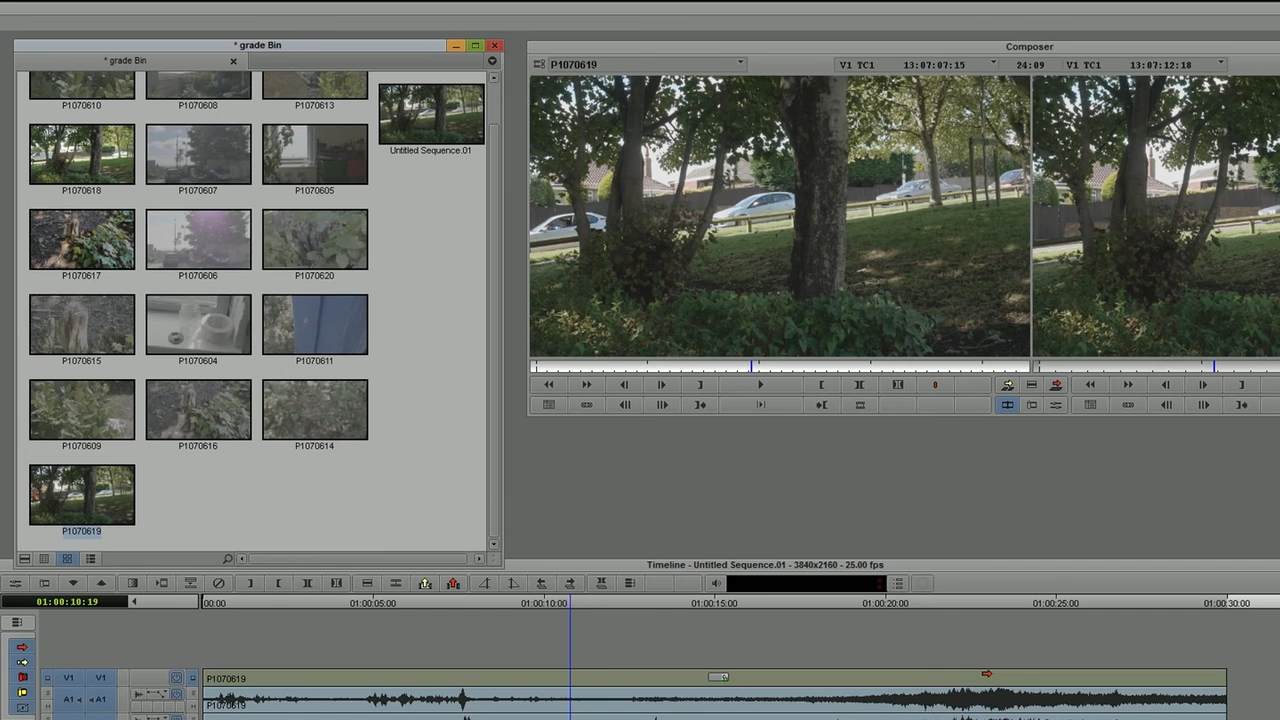 * grade Bin
* grade Bin
P1070610
P1070608
P1070613
Untitled Sequence.01
P1070618
P1070607
P1070605
P1070617
P1070606
P1070620
P1070615
P1070604
P1070611
P1070609
P1070616
P1070614
P1070619
Composer
P1070619
V1 TC1
13:07:07:15
24:09
V1 TC1
13:07:12:18
Timeline - Untitled Sequence.01 - 3840x2160 - 25.00 fps
01:00:10:19
00:00
01:00:05:00
01:00:10:00
01:00:15:00
01:00:20:00
01:00:25:00
01:00:30:00
V1
V1
P1070619
A1
A1
P1070619